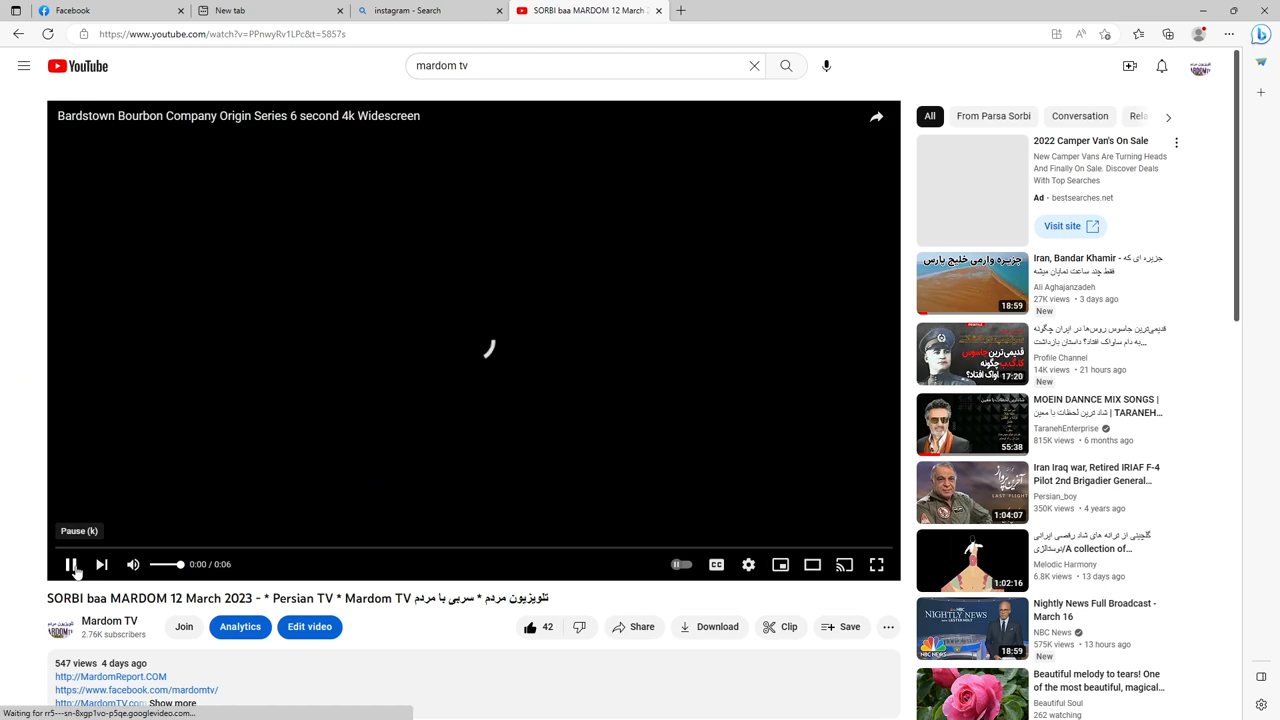 Facebook
New tab
instagram - Search
SORBI baa MARDOM 12 March 2
https://www.youtube.com/watch?v=PPnwyRv1LPc&t=5857s
YouTube
mardom tv
Bardstown Bourbon Company Origin Series 6 second 4k Widescreen
Pause (k)
0:00 / 0:06
CC
SORBI baa MARDOM 12 March 2023 - * Persian TV * Mardom TV تلویزیون مردم * سربی با مردم
Mardom TV
2.76K subscribers
Join
Analytics
Edit video
42
Share
Download
Clip
Save
547 views 4 days ago
http://MardomReport.COM
https://www.facebook.com/mardomtv/
http://MardomTV.com Show more
Waiting for rr5---sn-8xgp1vo-p5qe.googlevideo.com...
All
From Parsa Sorbi
Conversation
Rela
2022 Camper Van's On Sale
New Camper Vans Are Turning Heads
And Finally On Sale. Discover Deals
With Top Searches
Ad · bestsearches.net
Visit site
18:59
Iran, Bandar Khamir - جزیره ای که
فقط چند ساعت نمایان میشه
Ali Aghajanzadeh
27K views • 3 days ago
New
17:20
قدیمی‌ترین جاسوس روس‌ها در ایران چگونه
به دام ساواک افتاد؟ داستان بازداشت...
Profile Channel
14K views • 21 hours ago
New
55:38
MOEIN DANNCE MIX SONGS |
شاد ترین لحظات با معین | TARANEH...
TaranehEnterprise
815K views • 6 months ago
LAST FLIGHT
1:04:07
Iran Iraq war, Retired IRIAF F-4
Pilot 2nd Brigadier General...
Persian_boy
350K views • 4 years ago
1:02:16
گلچینی از ترانه های شاد رقصی ایرانی
نوستالژی/A collection of...
Melodic Harmony
6.8K views • 13 days ago
NIGHTLY NEWS
NBC NEWS
18:59
Nightly News Full Broadcast -
March 16
NBC News
575K views • 13 hours ago
New
Beautiful melody to tears! One
of the most beautiful, magical...
Beautiful Soul
262 watching